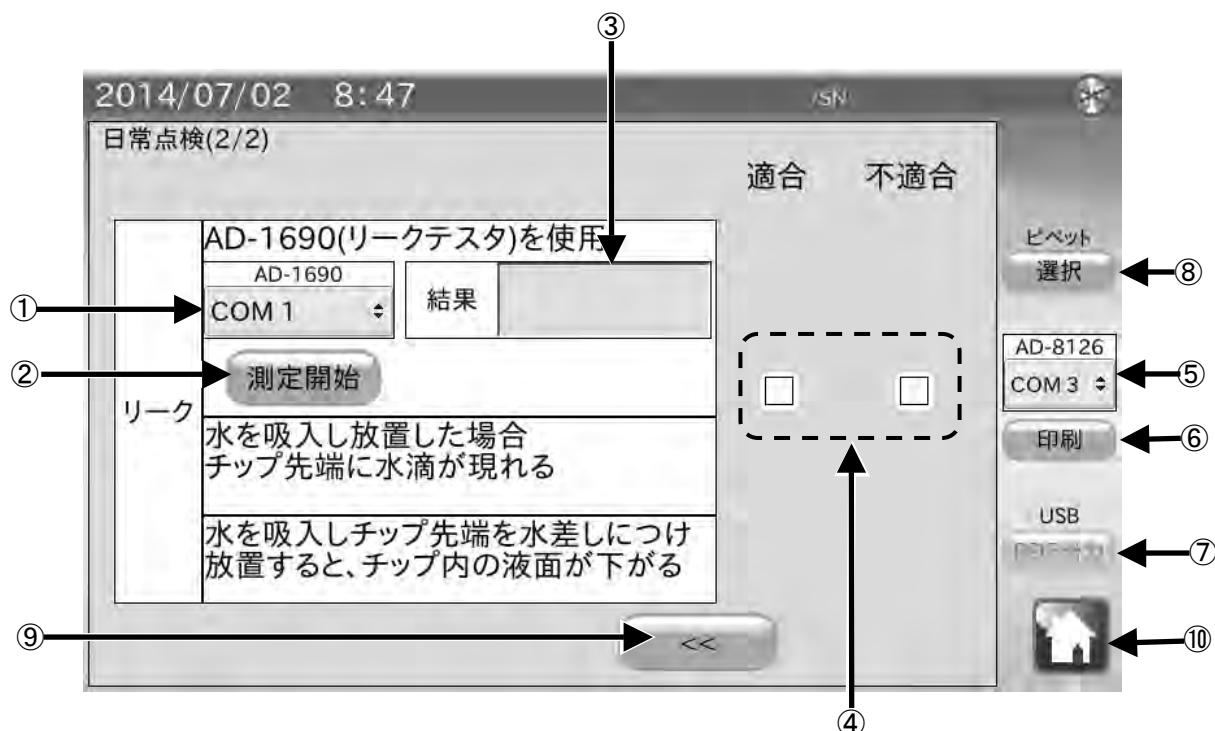 ③
2014/07/02 8:47 /SN
日常点検(2/2)
適合 不適合
AD-1690(リークテスタ)を使用
AD-1690
① COM 1 結果
② 測定開始
リーク
水を吸入し放置した場合
チップ先端に水滴が現れる
水を吸入しチップ先端を水差しにつけ
放置すると、チップ内の液面が下がる
⑨ <<
④
ピペット
選択 ⑧
AD-8126
COM 3 ⑤
印刷 ⑥
USB
⑦
⑩